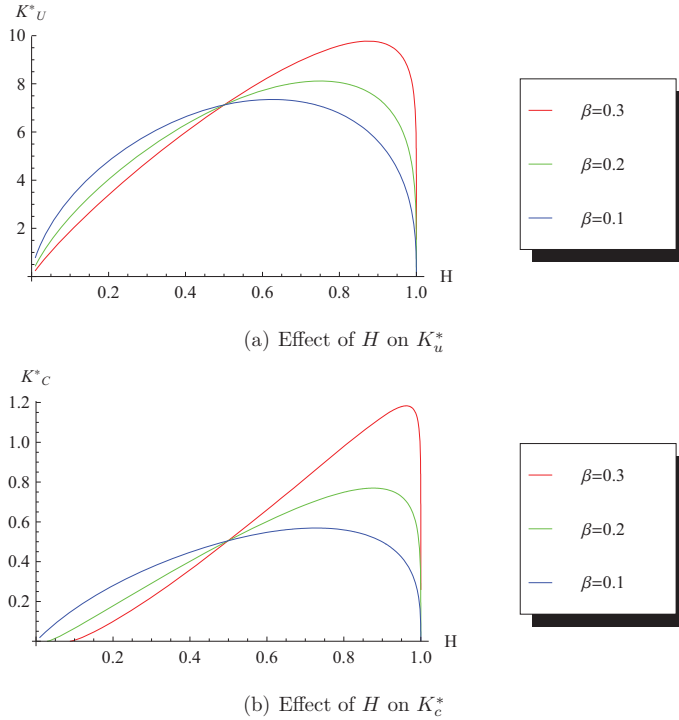 K*U
10
8
6
4
2
0.2 0.4 0.6 0.8 1.0 H
β=0.3
β=0.2
β=0.1
(a) Effect of H on K*u
K*C
1.2
1.0
0.8
0.6
0.4
0.2
0.2 0.4 0.6 0.8 1.0 H
β=0.3
β=0.2
β=0.1
(b) Effect of H on K*c